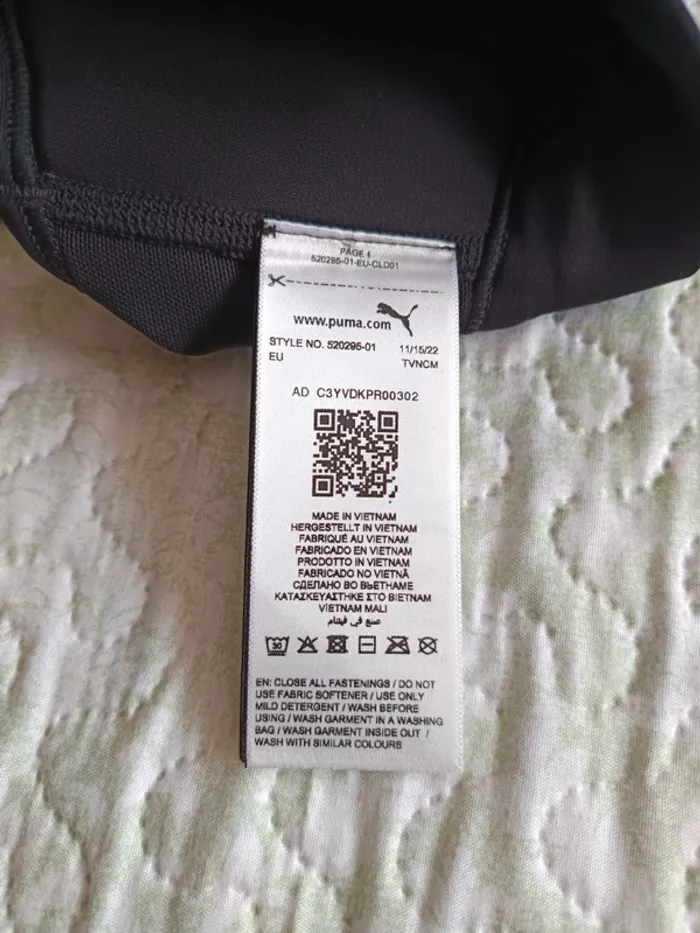 PAGE 1
520296-01-EU-CLD01
www.puma.com
STYLE NO. 520296-01 11/15/22
EU TVNCM
AD C3YVDKPR00302
MADE IN VIETNAM
HERGESTELLT IN VIETNAM
FABRIQUÉ AU VIETNAM
FABRICADO EN VIETNAM
PRODOTTO IN VIETNAM
FABRICADO NO VIETNÃ
СДЕЛАНО ВО ВЬЕТНАМЕ
ΚΑΤΑΣΚΕΥΑΣΤΗΚΕ ΣΤΟ ΒΙΕΤΝΑΜ
VIETNAM MALI
صنع في فيتنام
30
EN: CLOSE ALL FASTENINGS / DO NOT
USE FABRIC SOFTENER / USE ONLY
MILD DETERGENT / WASH BEFORE
USING / WASH GARMENT IN A WASHING
BAG / WASH GARMENT INSIDE OUT /
WASH WITH SIMILAR COLOURS